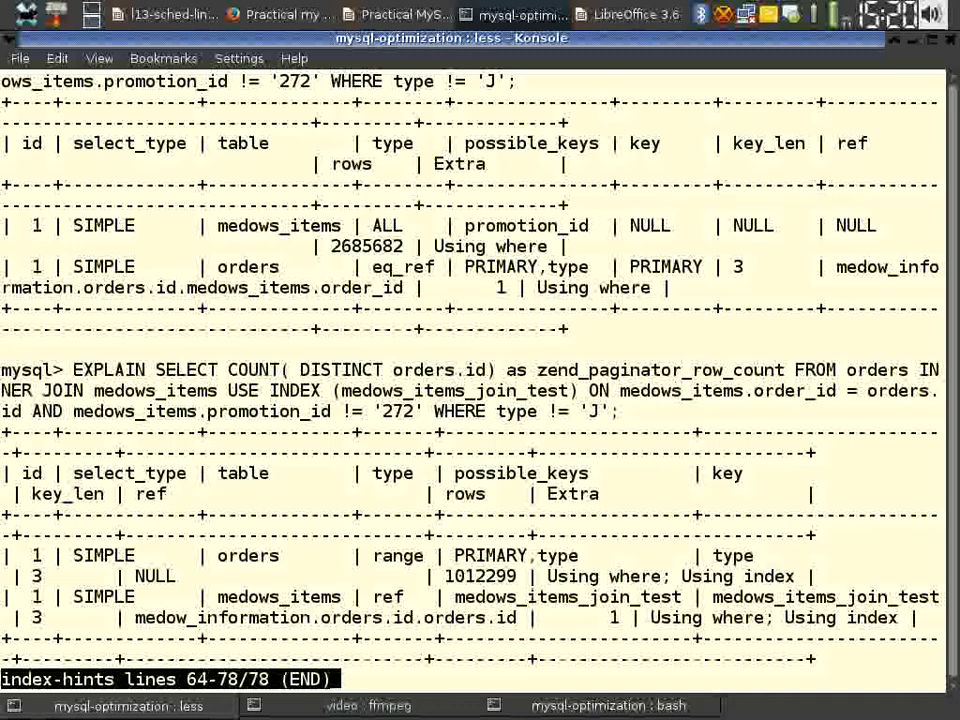 l13-sched-lin... Practical my ... Practical MyS... mysql-optimi... LibreOffice 3.6 15:21
mysql-optimization : less - Konsole
File Edit View Bookmarks Settings Help
ows_items.promotion_id != '272' WHERE type != 'J';
+----+-------------+--------------+--------+---------------+---------+---------+-----------
---------------------------+---------+-------------+
| id | select_type | table | type | possible_keys | key | key_len | ref
| rows | Extra |
+----+-------------+--------------+--------+---------------+---------+---------+-----------
---------------------------+---------+-------------+
| 1 | SIMPLE | medows_items | ALL | promotion_id | NULL | NULL | NULL
| 2685682 | Using where |
| 1 | SIMPLE | orders | eq_ref | PRIMARY,type | PRIMARY | 3 | medow_info
rmation.orders.id.medows_items.order_id | 1 | Using where |
+----+-------------+--------------+--------+---------------+---------+---------+-----------
---------------------------+---------+-------------+
mysql> EXPLAIN SELECT COUNT( DISTINCT orders.id) as zend_paginator_row_count FROM orders IN
NER JOIN medows_items USE INDEX (medows_items_join_test) ON medows_items.order_id = orders.
id AND medows_items.promotion_id != '272' WHERE type != 'J';
+----+-------------+--------------+-------+------------------------+-----------------------
-+---------+-----------------------------+---------+--------------------------+
| id | select_type | table | type | possible_keys | key
| key_len | ref | rows | Extra |
+----+-------------+--------------+-------+------------------------+-----------------------
-+---------+-----------------------------+---------+--------------------------+
| 1 | SIMPLE | orders | range | PRIMARY,type | type
| 3 | NULL | 1012299 | Using where; Using index |
| 1 | SIMPLE | medows_items | ref | medows_items_join_test | medows_items_join_test
| 3 | medow_information.orders.id.orders.id | 1 | Using where; Using index |
+----+-------------+--------------+-------+------------------------+-----------------------
-+---------+-----------------------------+---------+--------------------------+
index-hints lines 64-78/78 (END)
mysql-optimization : less video : ffmpeg mysql-optimization : bash